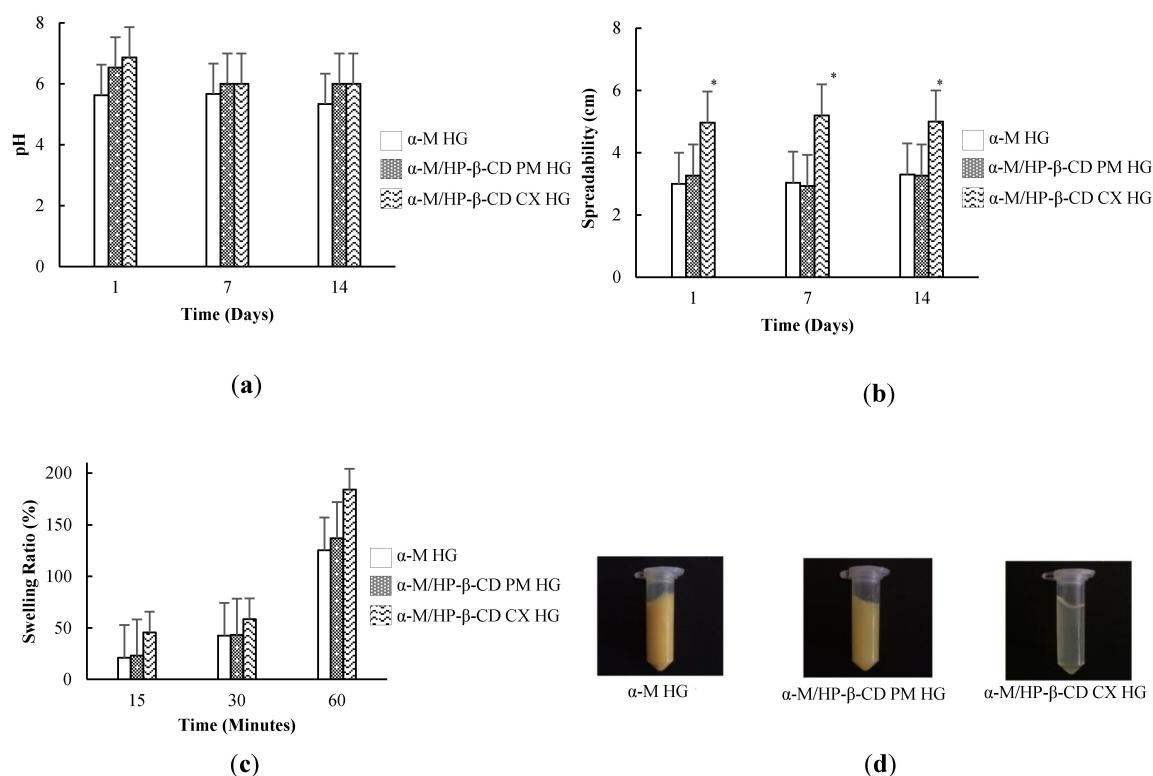 8
6
4
2
0
pH
1
7
14
Time (Days)
α-M HG
α-M/HP-β-CD PM HG
α-M/HP-β-CD CX HG
(a)
8
6
4
2
0
Spreadability (cm)
*
*
*
1
7
14
Time (Days)
α-M HG
α-M/HP-β-CD PM HG
α-M/HP-β-CD CX HG
(b)
200
150
100
50
0
Swelling Ratio (%)
15
30
60
Time (Minutes)
α-M HG
α-M/HP-β-CD PM HG
α-M/HP-β-CD CX HG
(c)
α-M HG
α-M/HP-β-CD PM HG
α-M/HP-β-CD CX HG
(d)